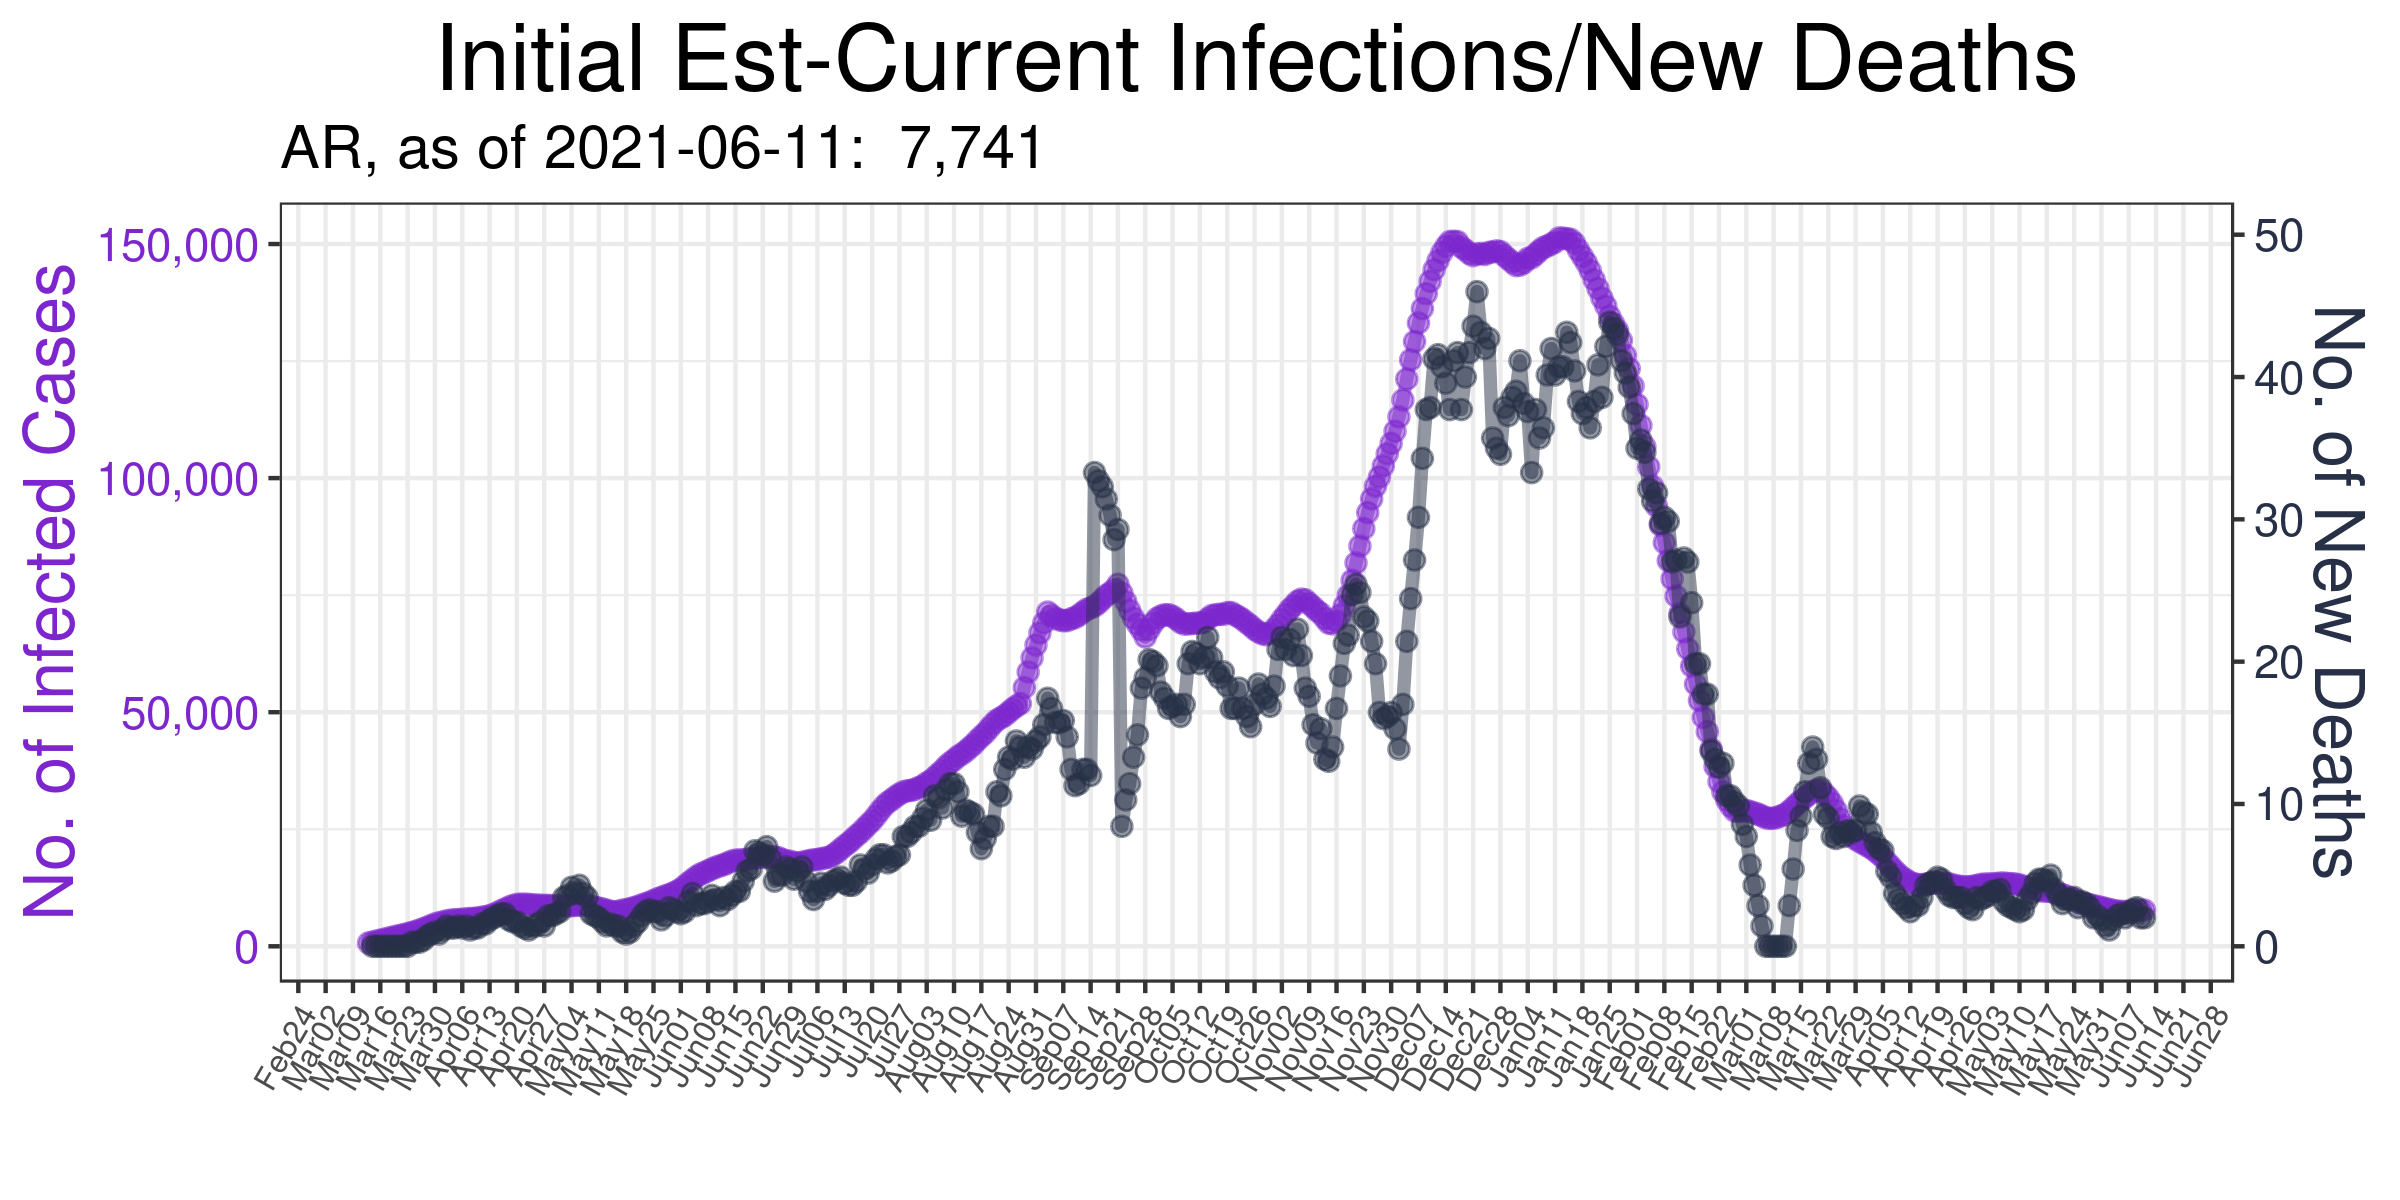 Initial Est-Current Infections/New Deaths
AR, as of 2021-06-11:  7,741
No. of Infected Cases
150,000
100,000
50,000
0
50
40
30
20
10
0
No. of New Deaths
Feb24
Mar02
Mar09
Mar16
Mar23
Mar30
Apr06
Apr13
Apr20
Apr27
May04
May11
May18
May25
Jun01
Jun08
Jun15
Jun22
Jun29
Jul06
Jul13
Jul20
Jul27
Aug03
Aug10
Aug17
Aug24
Aug31
Sep07
Sep14
Sep21
Sep28
Oct05
Oct12
Oct19
Oct26
Nov02
Nov09
Nov16
Nov23
Nov30
Dec07
Dec14
Dec21
Dec28
Jan04
Jan11
Jan18
Jan25
Feb01
Feb08
Feb15
Feb22
Mar01
Mar08
Mar15
Mar22
Mar29
Apr05
Apr12
Apr19
Apr26
May03
May10
May17
May24
May31
Jun07
Jun14
Jun21
Jun28